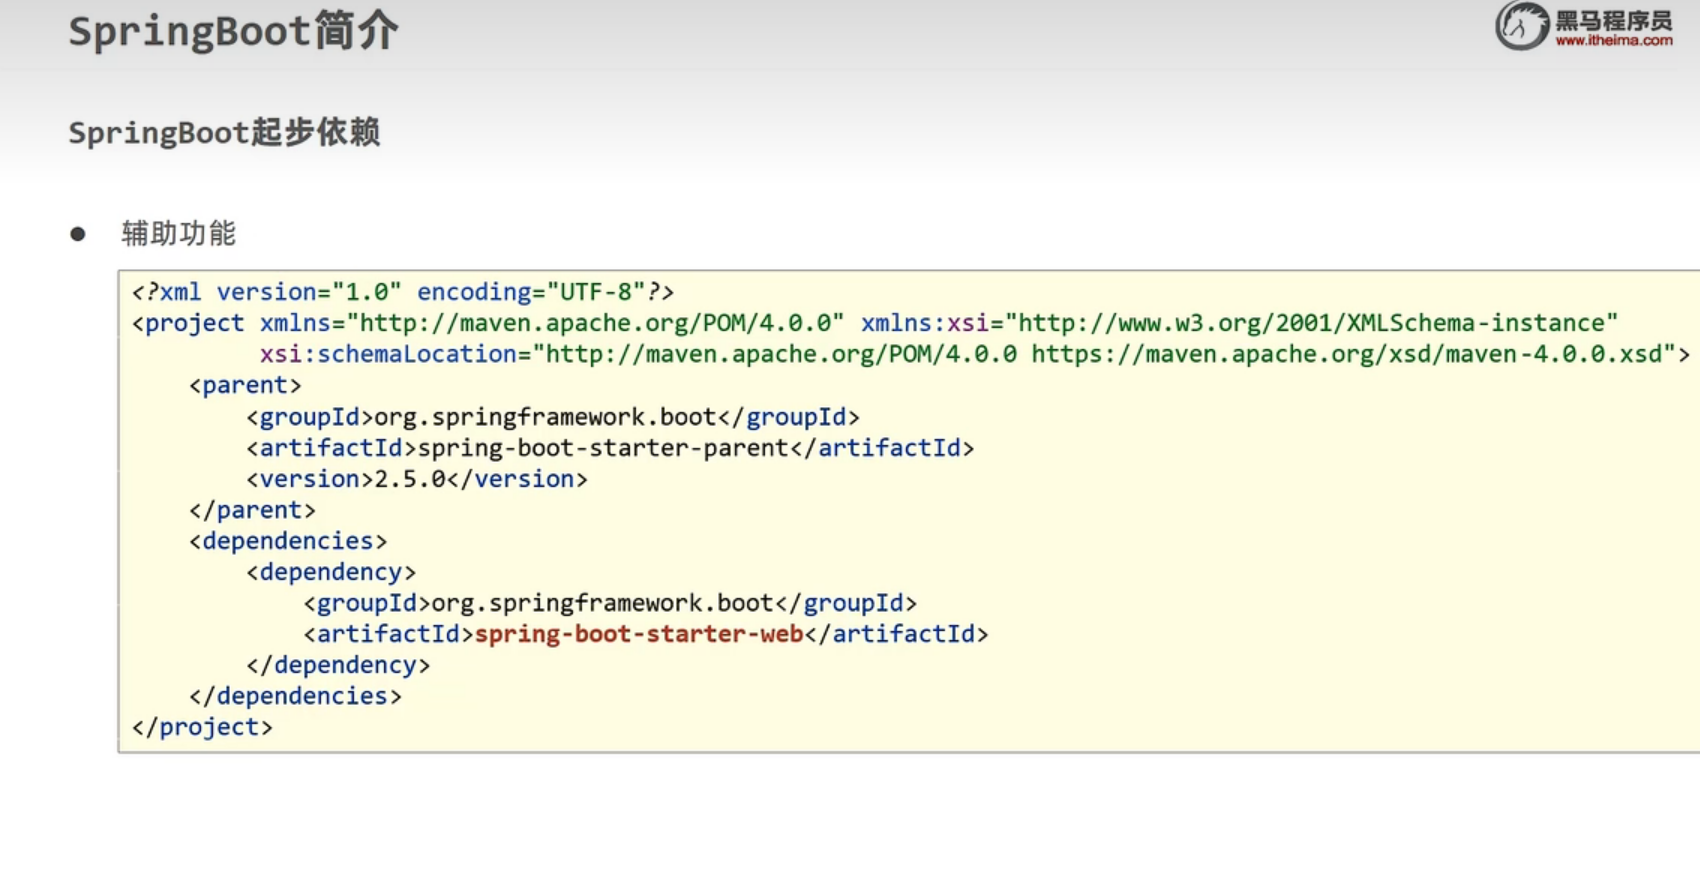 SpringBoot简介
黑马程序员
www.itheima.com
SpringBoot起步依赖
● 辅助功能
<?xml version="1.0" encoding="UTF-8"?>
<project xmlns="http://maven.apache.org/POM/4.0.0" xmlns:xsi="http://www.w3.org/2001/XMLSchema-instance"
         xsi:schemaLocation="http://maven.apache.org/POM/4.0.0 https://maven.apache.org/xsd/maven-4.0.0.xsd">
    <parent>
        <groupId>org.springframework.boot</groupId>
        <artifactId>spring-boot-starter-parent</artifactId>
        <version>2.5.0</version>
    </parent>
    <dependencies>
        <dependency>
            <groupId>org.springframework.boot</groupId>
            <artifactId>spring-boot-starter-web</artifactId>
        </dependency>
    </dependencies>
</project>